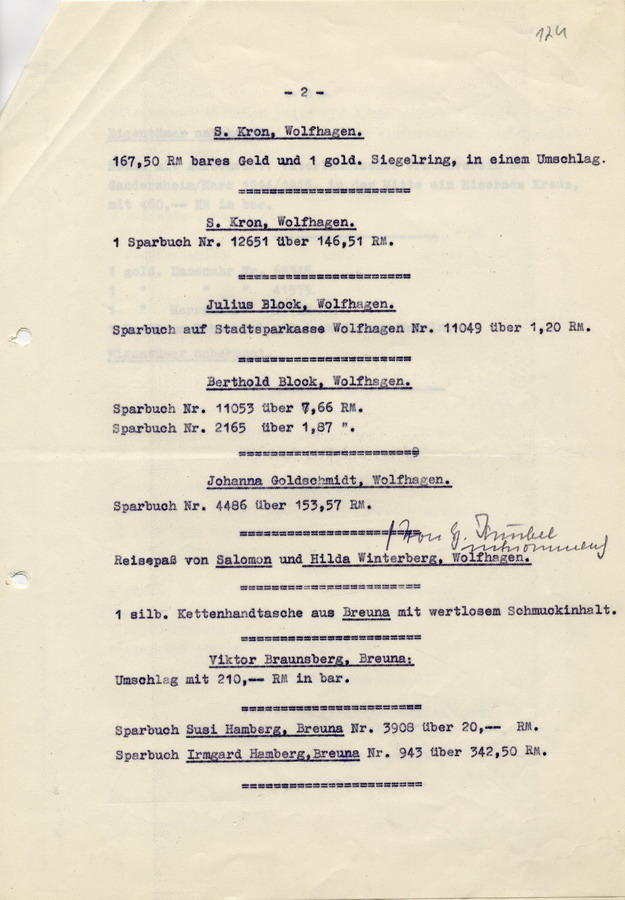 124
- 2 -
S. Kron, Wolfhagen.
167,50 RM bares Geld und 1 gold. Siegelring, in einem Umschlag.
=====================
S. Kron, Wolfhagen.
1 Sparbuch Nr. 12651 über 146,51 RM.
=====================
Julius Block, Wolfhagen.
Sparbuch auf Stadtsparkasse Wolfhagen Nr. 11049 über 1,20 RM.
=====================
Berthold Block, Wolfhagen.
Sparbuch Nr. 11053 über 7,66 RM.
Sparbuch Nr. 2165 über 1,87 ".
=====================
Johanna Goldschmidt, Wolfhagen.
Sparbuch Nr. 4486 über 153,57 RM.
=====================
Reisepaß von Salomon und Hilda Winterberg, Wolfhagen.
=====================
1 silb. Kettenhandtasche aus Breuna mit wertlosem Schmuckinhalt.
=====================
Viktor Braunsberg, Breuna:
Umschlag mit 210,-- RM in bar.
=====================
Sparbuch Susi Hamberg, Breuna Nr. 3908 über 20,-- RM.
Sparbuch Irmgard Hamberg,Breuna Nr. 943 über 342,50 RM.
=====================